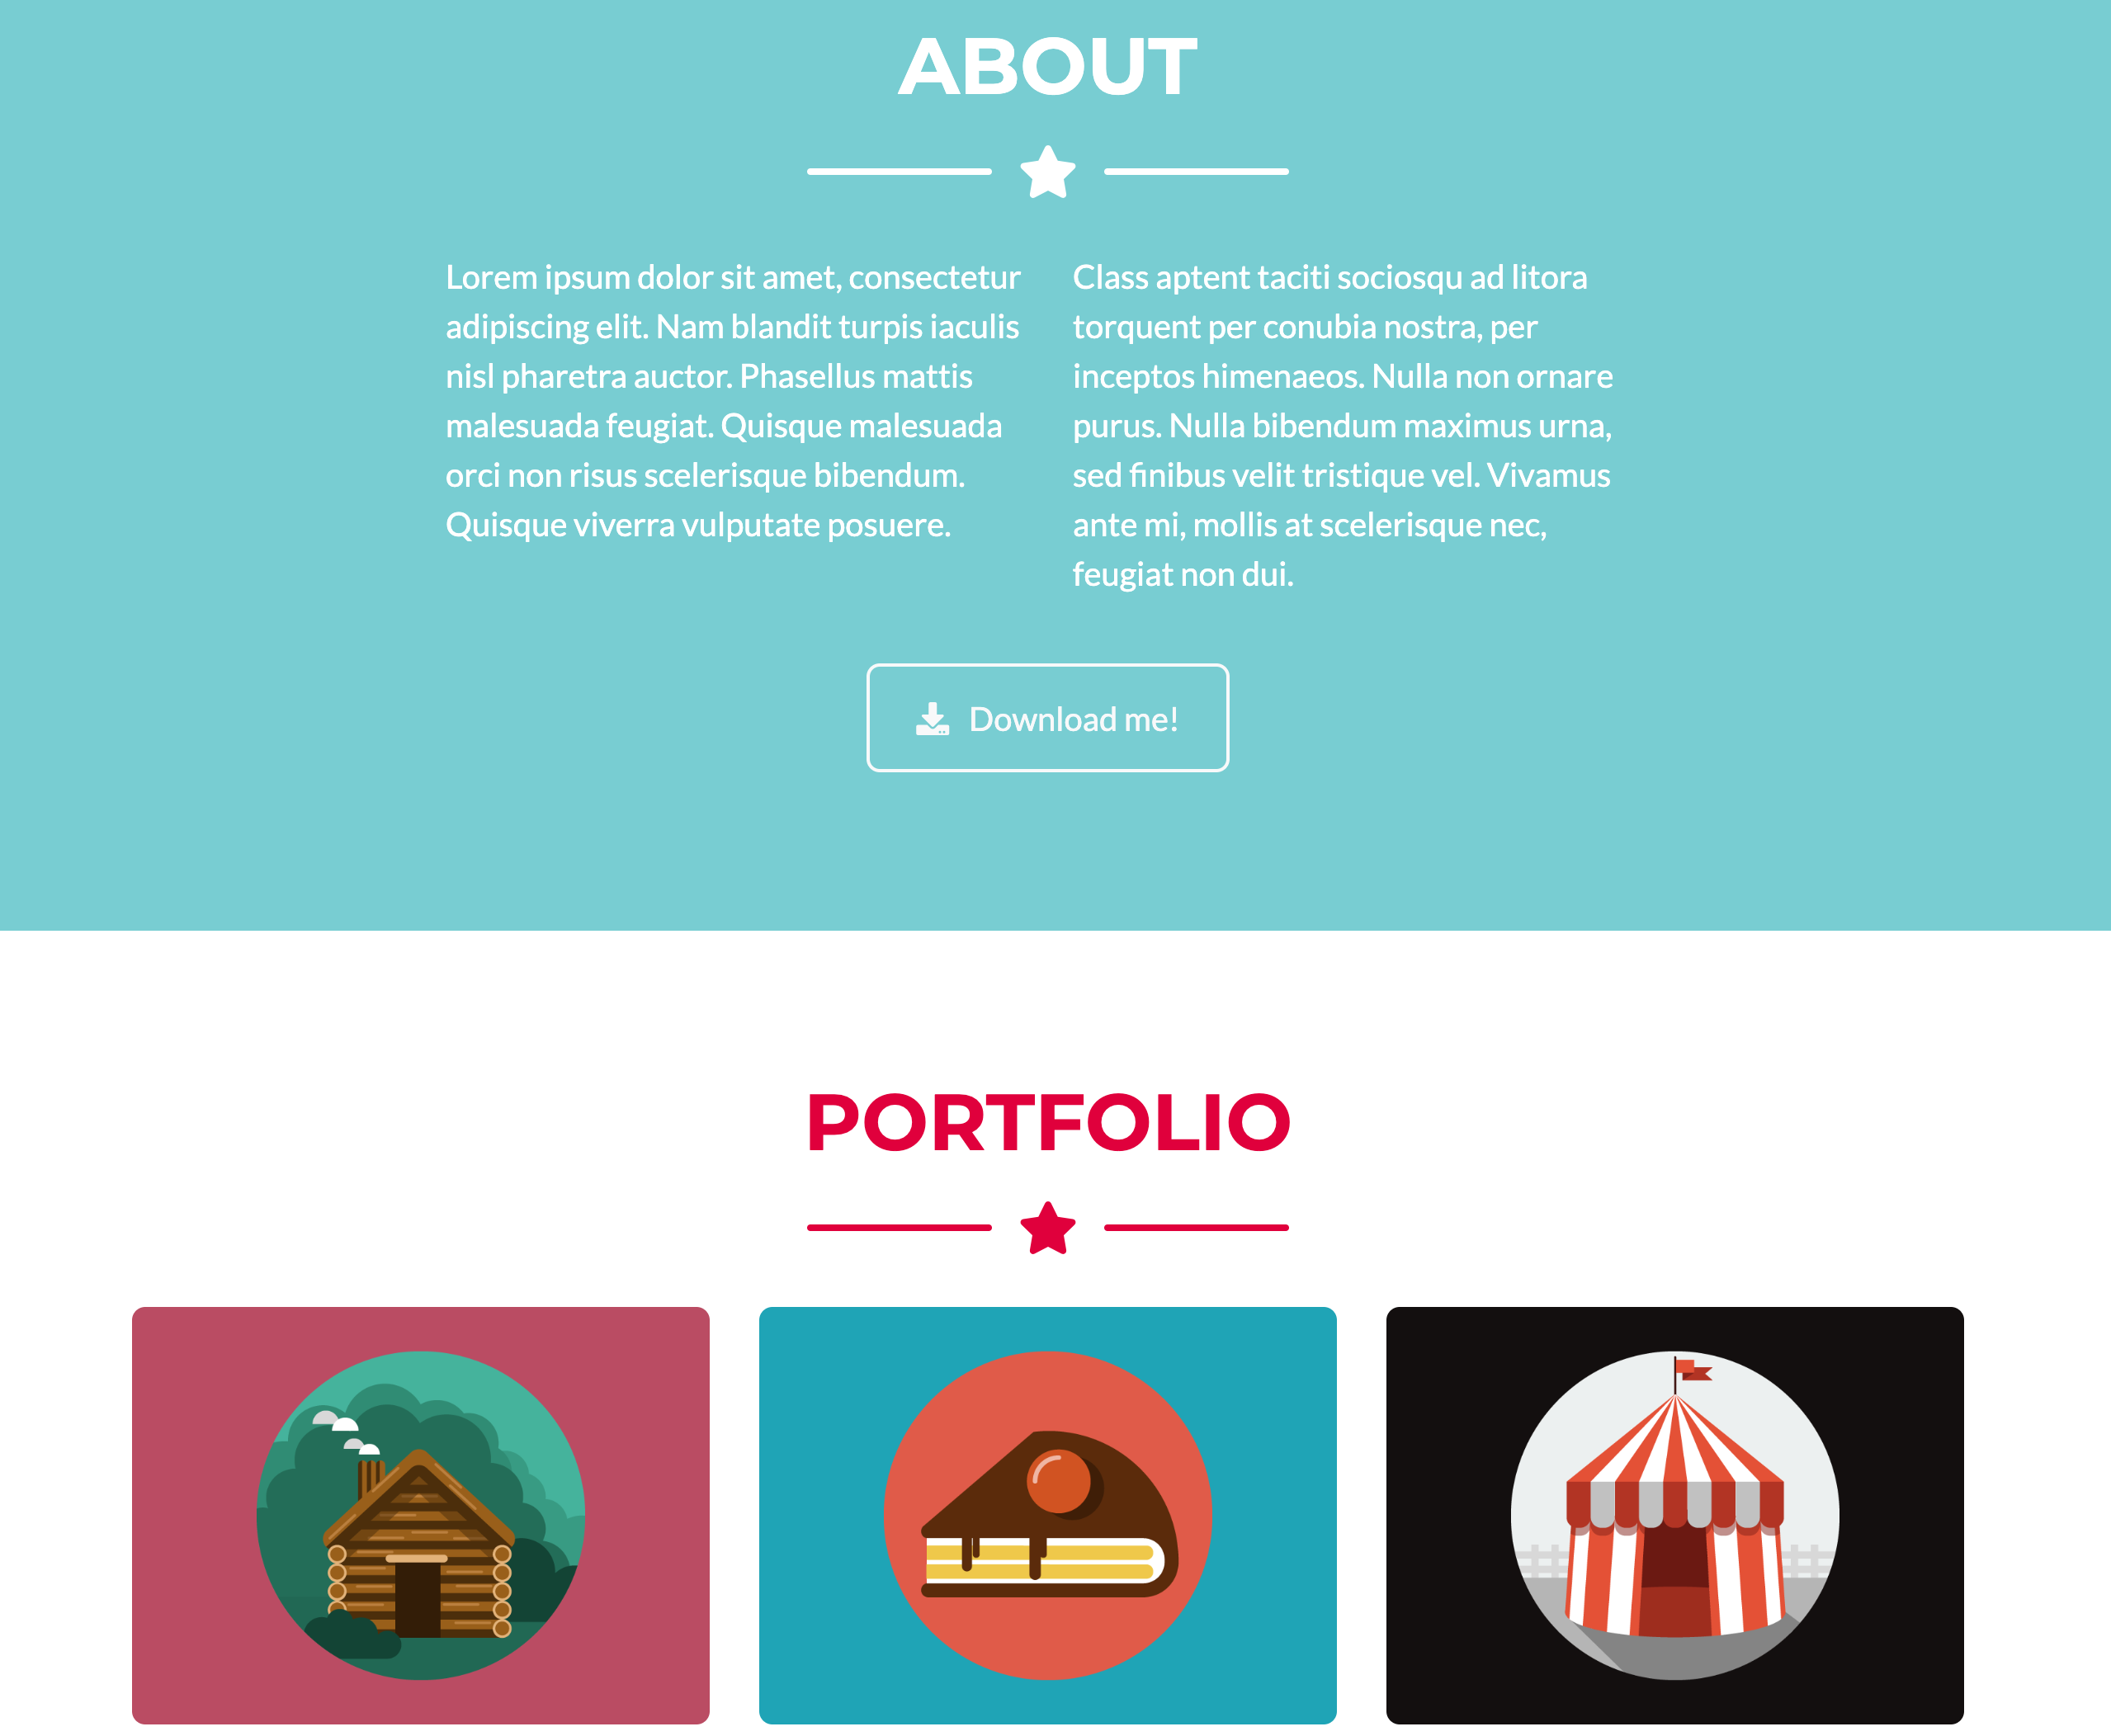 ABOUT
Lorem ipsum dolor sit amet, consectetur
adipiscing elit. Nam blandit turpis iaculis
nisl pharetra auctor. Phasellus mattis
malesuada feugiat. Quisque malesuada
orci non risus scelerisque bibendum.
Quisque viverra vulputate posuere.
Class aptent taciti sociosqu ad litora
torquent per conubia nostra, per
inceptos himenaeos. Nulla non ornare
purus. Nulla bibendum maximus urna,
sed finibus velit tristique vel. Vivamus
ante mi, mollis at scelerisque nec,
feugiat non dui.
Download me!
PORTFOLIO